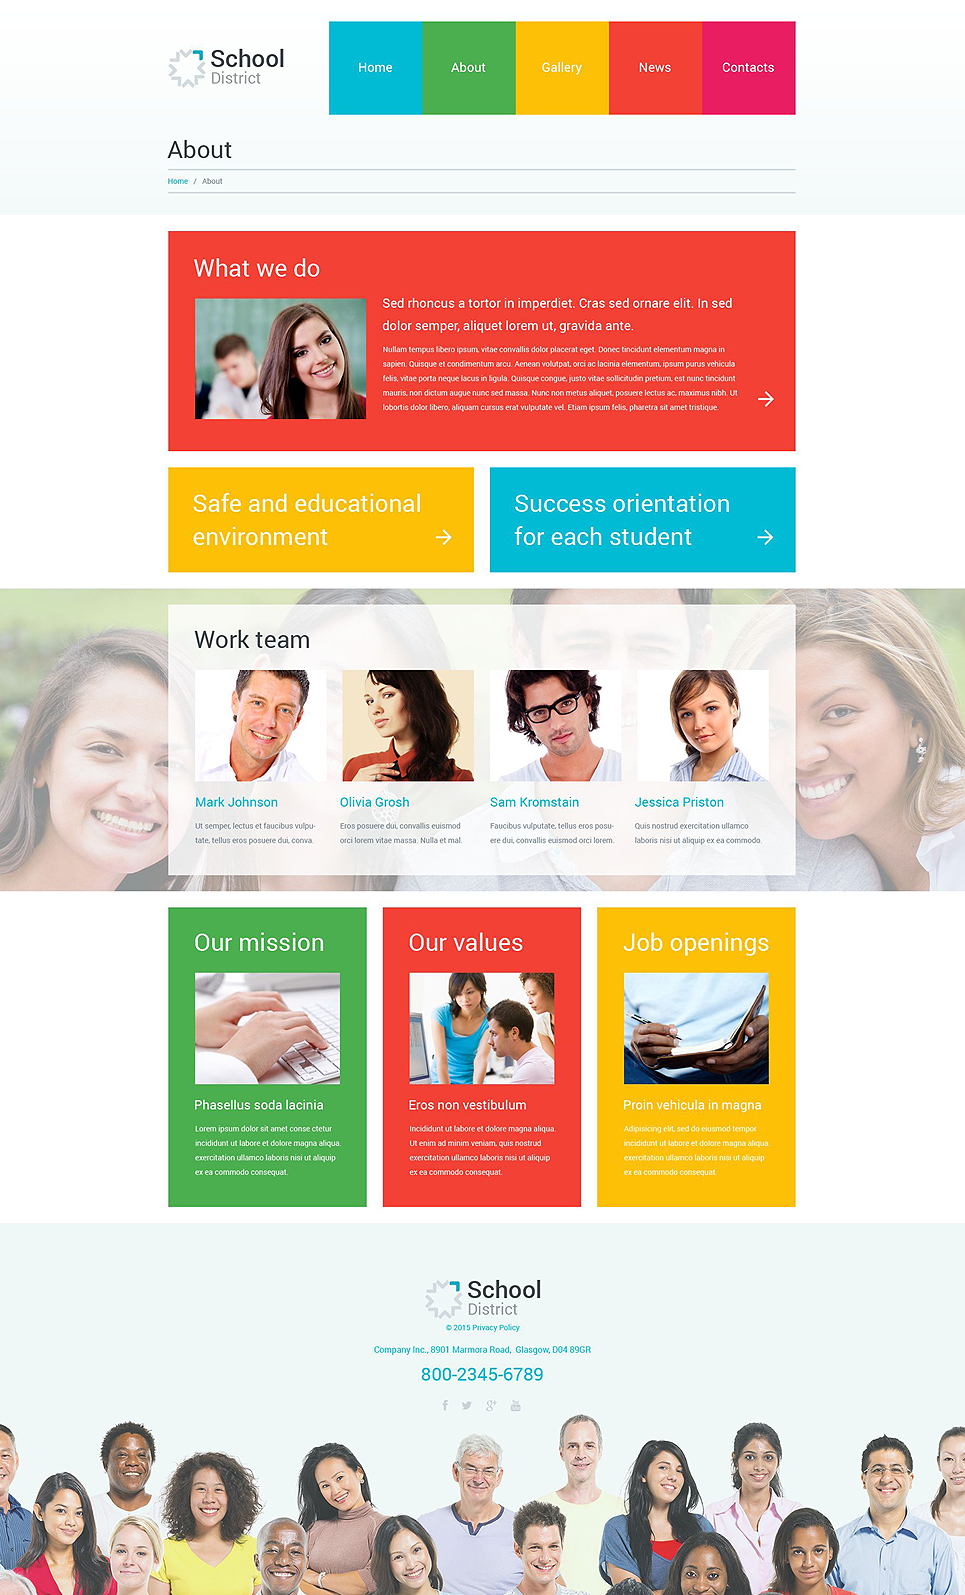 School
District
Home
About
Gallery
News
Contacts
About
Home / About
What we do
Sed rhoncus a tortor in imperdiet. Cras sed ornare elit. In sed
dolor semper, aliquet lorem ut, gravida ante.
Nullam tempus libero ipsum, vitae convallis dolor placerat eget. Donec tincidunt elementum magna in
sapien. Quisque et condimentum arcu. Aenean volutpat, orci ac lacinia elementum, ipsum purus vehicula
felis, vitae porta neque lacus in ligula. Quisque congue, justo vitae sollicitudin pretium, est nunc tincidunt
mauris, non dictum augue nunc sed massa. Nunc non metus aliquet, posuere lectus ac, maximus nibh. Ut
lobortis dolor libero, aliquam cursus erat vulputate vel. Etiam ipsum felis, pharetra sit amet tristique.
Safe and educational
environment
Success orientation
for each student
Work team
Mark Johnson
Ut semper, lectus et faucibus vulpu-
tate, tellus eros posuere dui, conva.
Olivia Grosh
Eros posuere dui, convallis euismod
orci lorem vitae massa. Nulla et mal.
Sam Kromstain
Faucibus vulputate, tellus eros posu-
ere dui, convallis euismod orci lorem.
Jessica Priston
Quis nostrud exercitation ullamco
laboris nisi ut aliquip ex ea commodo.
Our mission
Phasellus soda lacinia
Lorem ipsum dolor sit amet conse ctetur
incididunt ut labore et dolore magna aliqua.
exercitation ullamco laboris nisi ut aliquip
ex ea commodo consequat.
Our values
Eros non vestibulum
Incididunt ut labore et dolore magna aliqua.
Ut enim ad minim veniam, quis nostrud
exercitation ullamco laboris nisi ut aliquip
ex ea commodo consequat.
Job openings
Proin vehicula in magna
Adipisicing elit, sed do eiusmod tempor
incididunt ut labore et dolore magna aliqua.
exercitation ullamco laboris nisi ut aliquip
ex ea commodo consequat.
School
District
© 2015 Privacy Policy
Company Inc., 8901 Marmora Road, Glasgow, D04 89GR
800-2345-6789